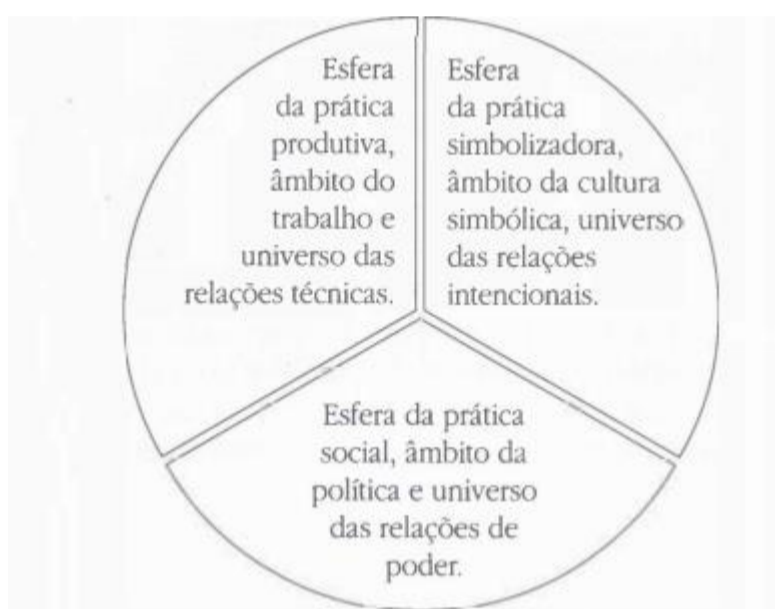 Esfera
da prática
produtiva,
âmbito do
trabalho e
universo das
relações técnicas.
Esfera
da prática
simbolizadora,
âmbito da cultura
simbólica, universo
das relações
intencionais.
Esfera da prática
social, âmbito da
política e universo
das relações de
poder.